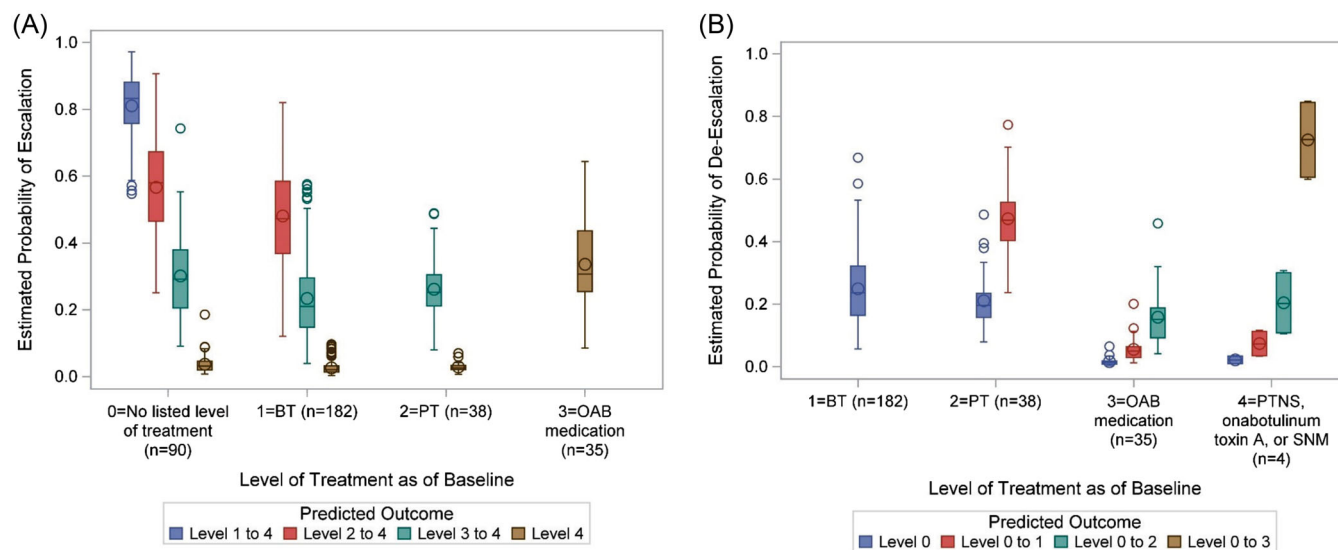 (A)
Estimated Probability of Escalation
1.0
0.8
0.6
0.4
0.2
0.0
0=No listed level
of treatment
(n=90)
1=BT (n=182)
2=PT (n=38)
3=OAB
medication
(n=35)
Level of Treatment as of Baseline
Predicted Outcome
Level 1 to 4
Level 2 to 4
Level 3 to 4
Level 4
(B)
Estimated Probability of De-Escalation
1.0
0.8
0.6
0.4
0.2
0.0
1=BT (n=182)
2=PT (n=38)
3=OAB
medication
(n=35)
4=PTNS,
onabotulinum
toxin A, or SNM
(n=4)
Level of Treatment as of Baseline
Predicted Outcome
Level 0
Level 0 to 1
Level 0 to 2
Level 0 to 3